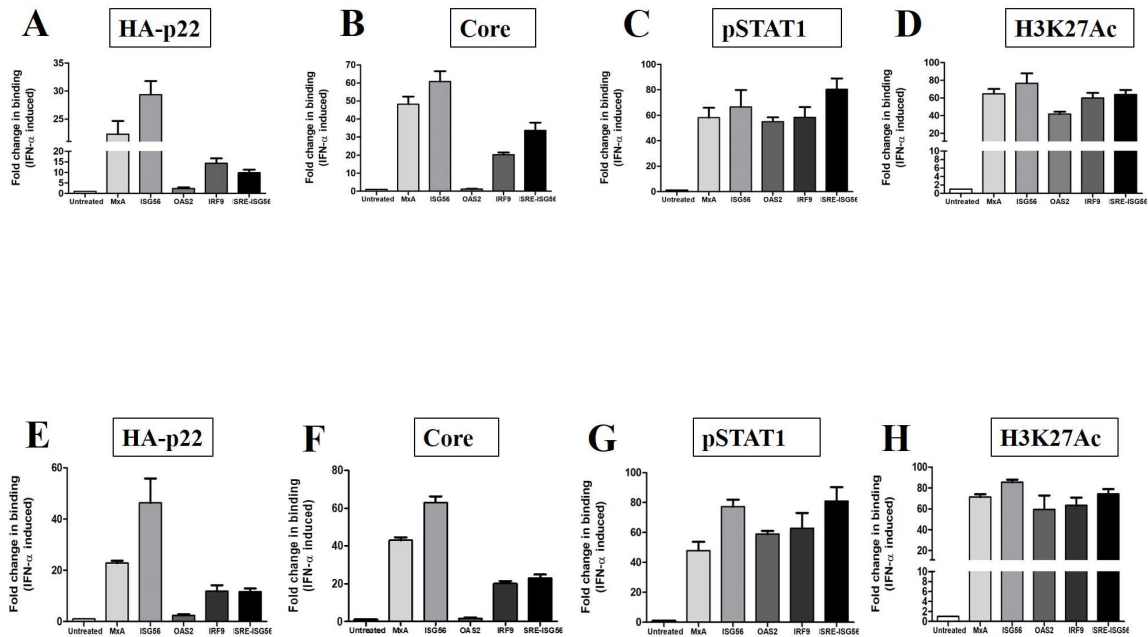 A
HA-p22
Fold change in binding
(IFN-α induced)
35
30
25
20
15
10
5
0
Untreated MxA ISG56 OAS2 IRF9 ISRE-ISG56
B
Core
Fold change in binding
(IFN-α induced)
80
60
40
20
0
Untreated MxA ISG56 OAS2 IRF9 ISRE-ISG56
C
pSTAT1
Fold change in binding
(IFN-α induced)
100
80
60
40
20
0
Untreated MxA ISG56 OAS2 IRF9 ISRE-ISG56
D
H3K27Ac
Fold change in binding
(IFN-α induced)
100
80
60
40
20
10
8
6
4
2
0
Untreated MxA ISG56 OAS2 IRF9 ISRE-ISG56
E
HA-p22
Fold change in binding
(IFN-α induced)
60
40
20
0
Untreated MxA ISG56 OAS2 IRF9 ISRE-ISG56
F
Core
Fold change in binding
(IFN-α induced)
80
60
40
20
0
Untreated MxA ISG56 OAS2 IRF9 ISRE-ISG56
G
pSTAT1
Fold change in binding
(IFN-α induced)
100
80
60
40
20
0
Untreated MxA ISG56 OAS2 IRF9 ISRE-ISG56
H
H3K27Ac
Fold change in binding
(IFN-α induced)
100
80
60
40
20
10
9
8
7
6
5
4
3
2
1
0
Untreated MxA ISG56 OAS2 IRF9 ISRE-ISG56